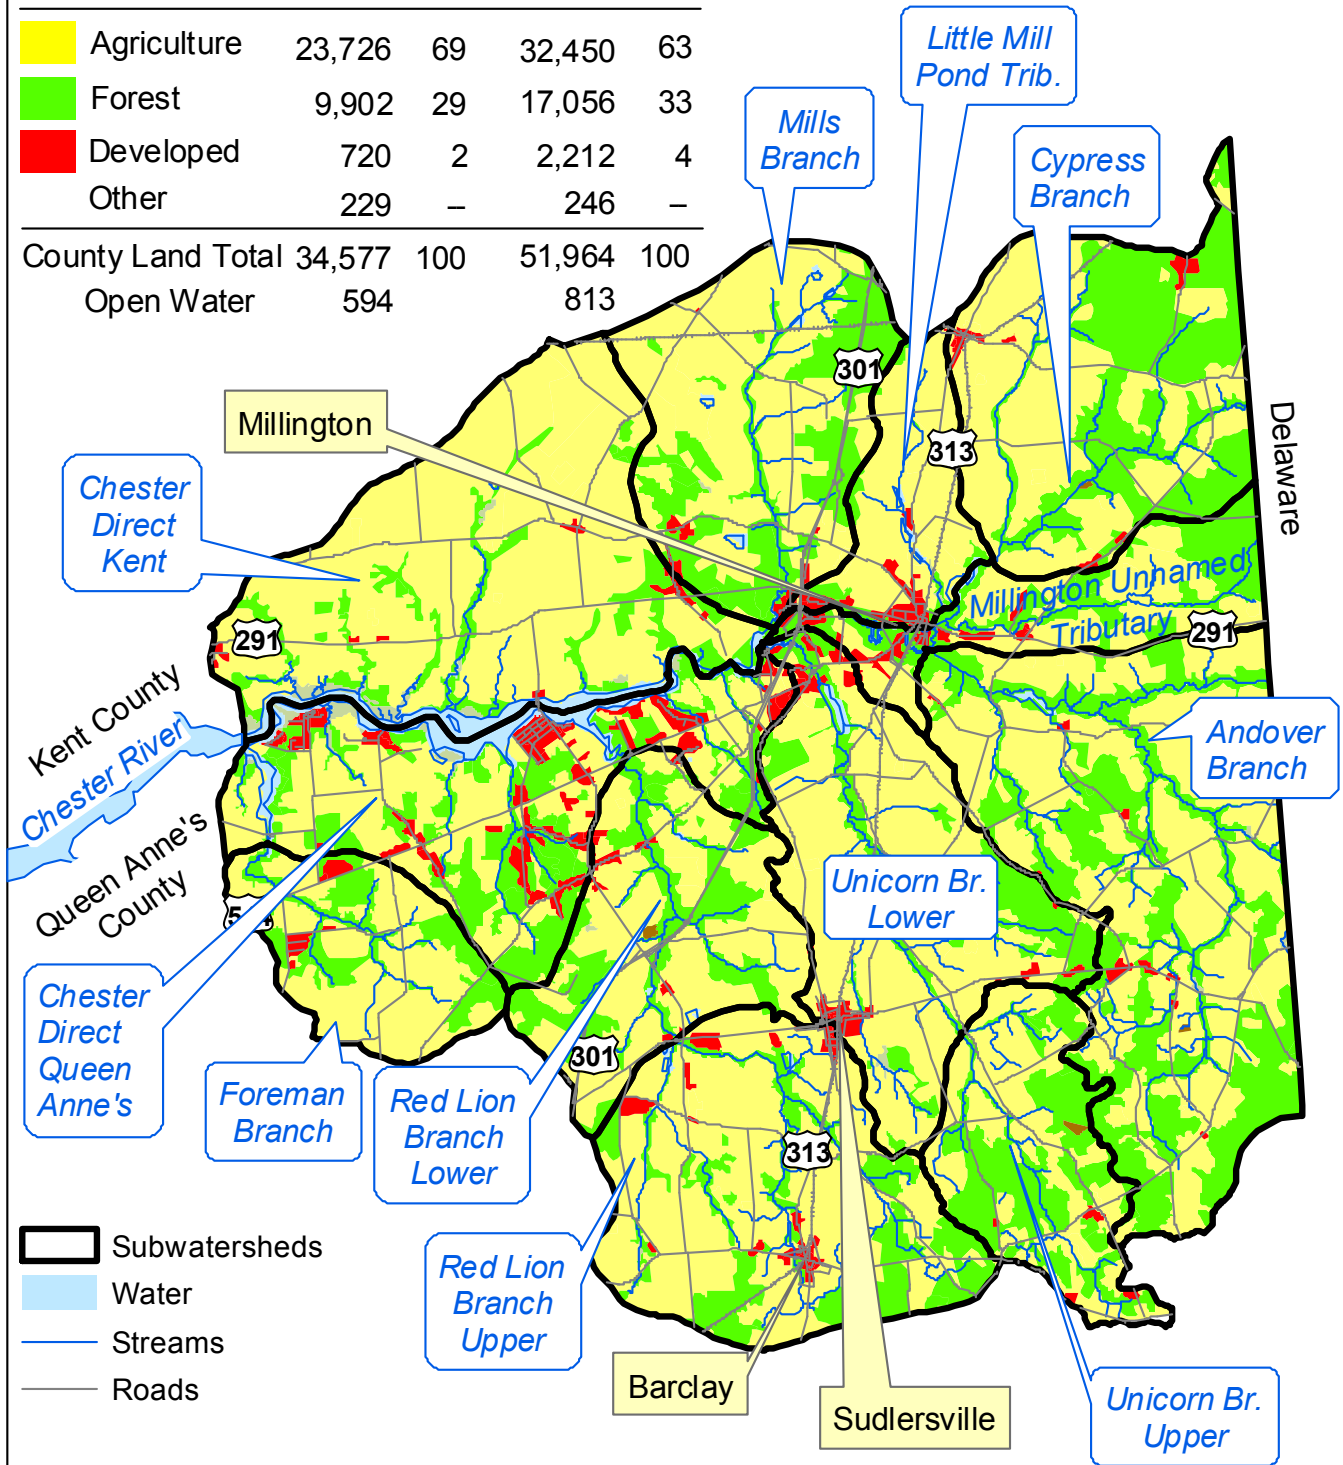 Agriculture 23,726 69 32,450 63
Forest 9,902 29 17,056 33
Developed 720 2 2,212 4
Other 229 -- 246 –
County Land Total 34,577 100 51,964 100
Open Water 594 813
Little Mill
Pond Trib.
Mills
Branch
Cypress
Branch
301
313
Delaware
Millington
Chester
Direct
Kent
Millington Unnamed
Tributary
291
291
Kent County
Chester River
Queen Anne's
County
Andover
Branch
Unicorn Br.
Lower
Chester
Direct
Queen
Anne's
Foreman
Branch
Red Lion
Branch
Lower
301
313
Red Lion
Branch
Upper
Subwatersheds
Water
Streams
Roads
Barclay
Sudlersville
Unicorn Br.
Upper